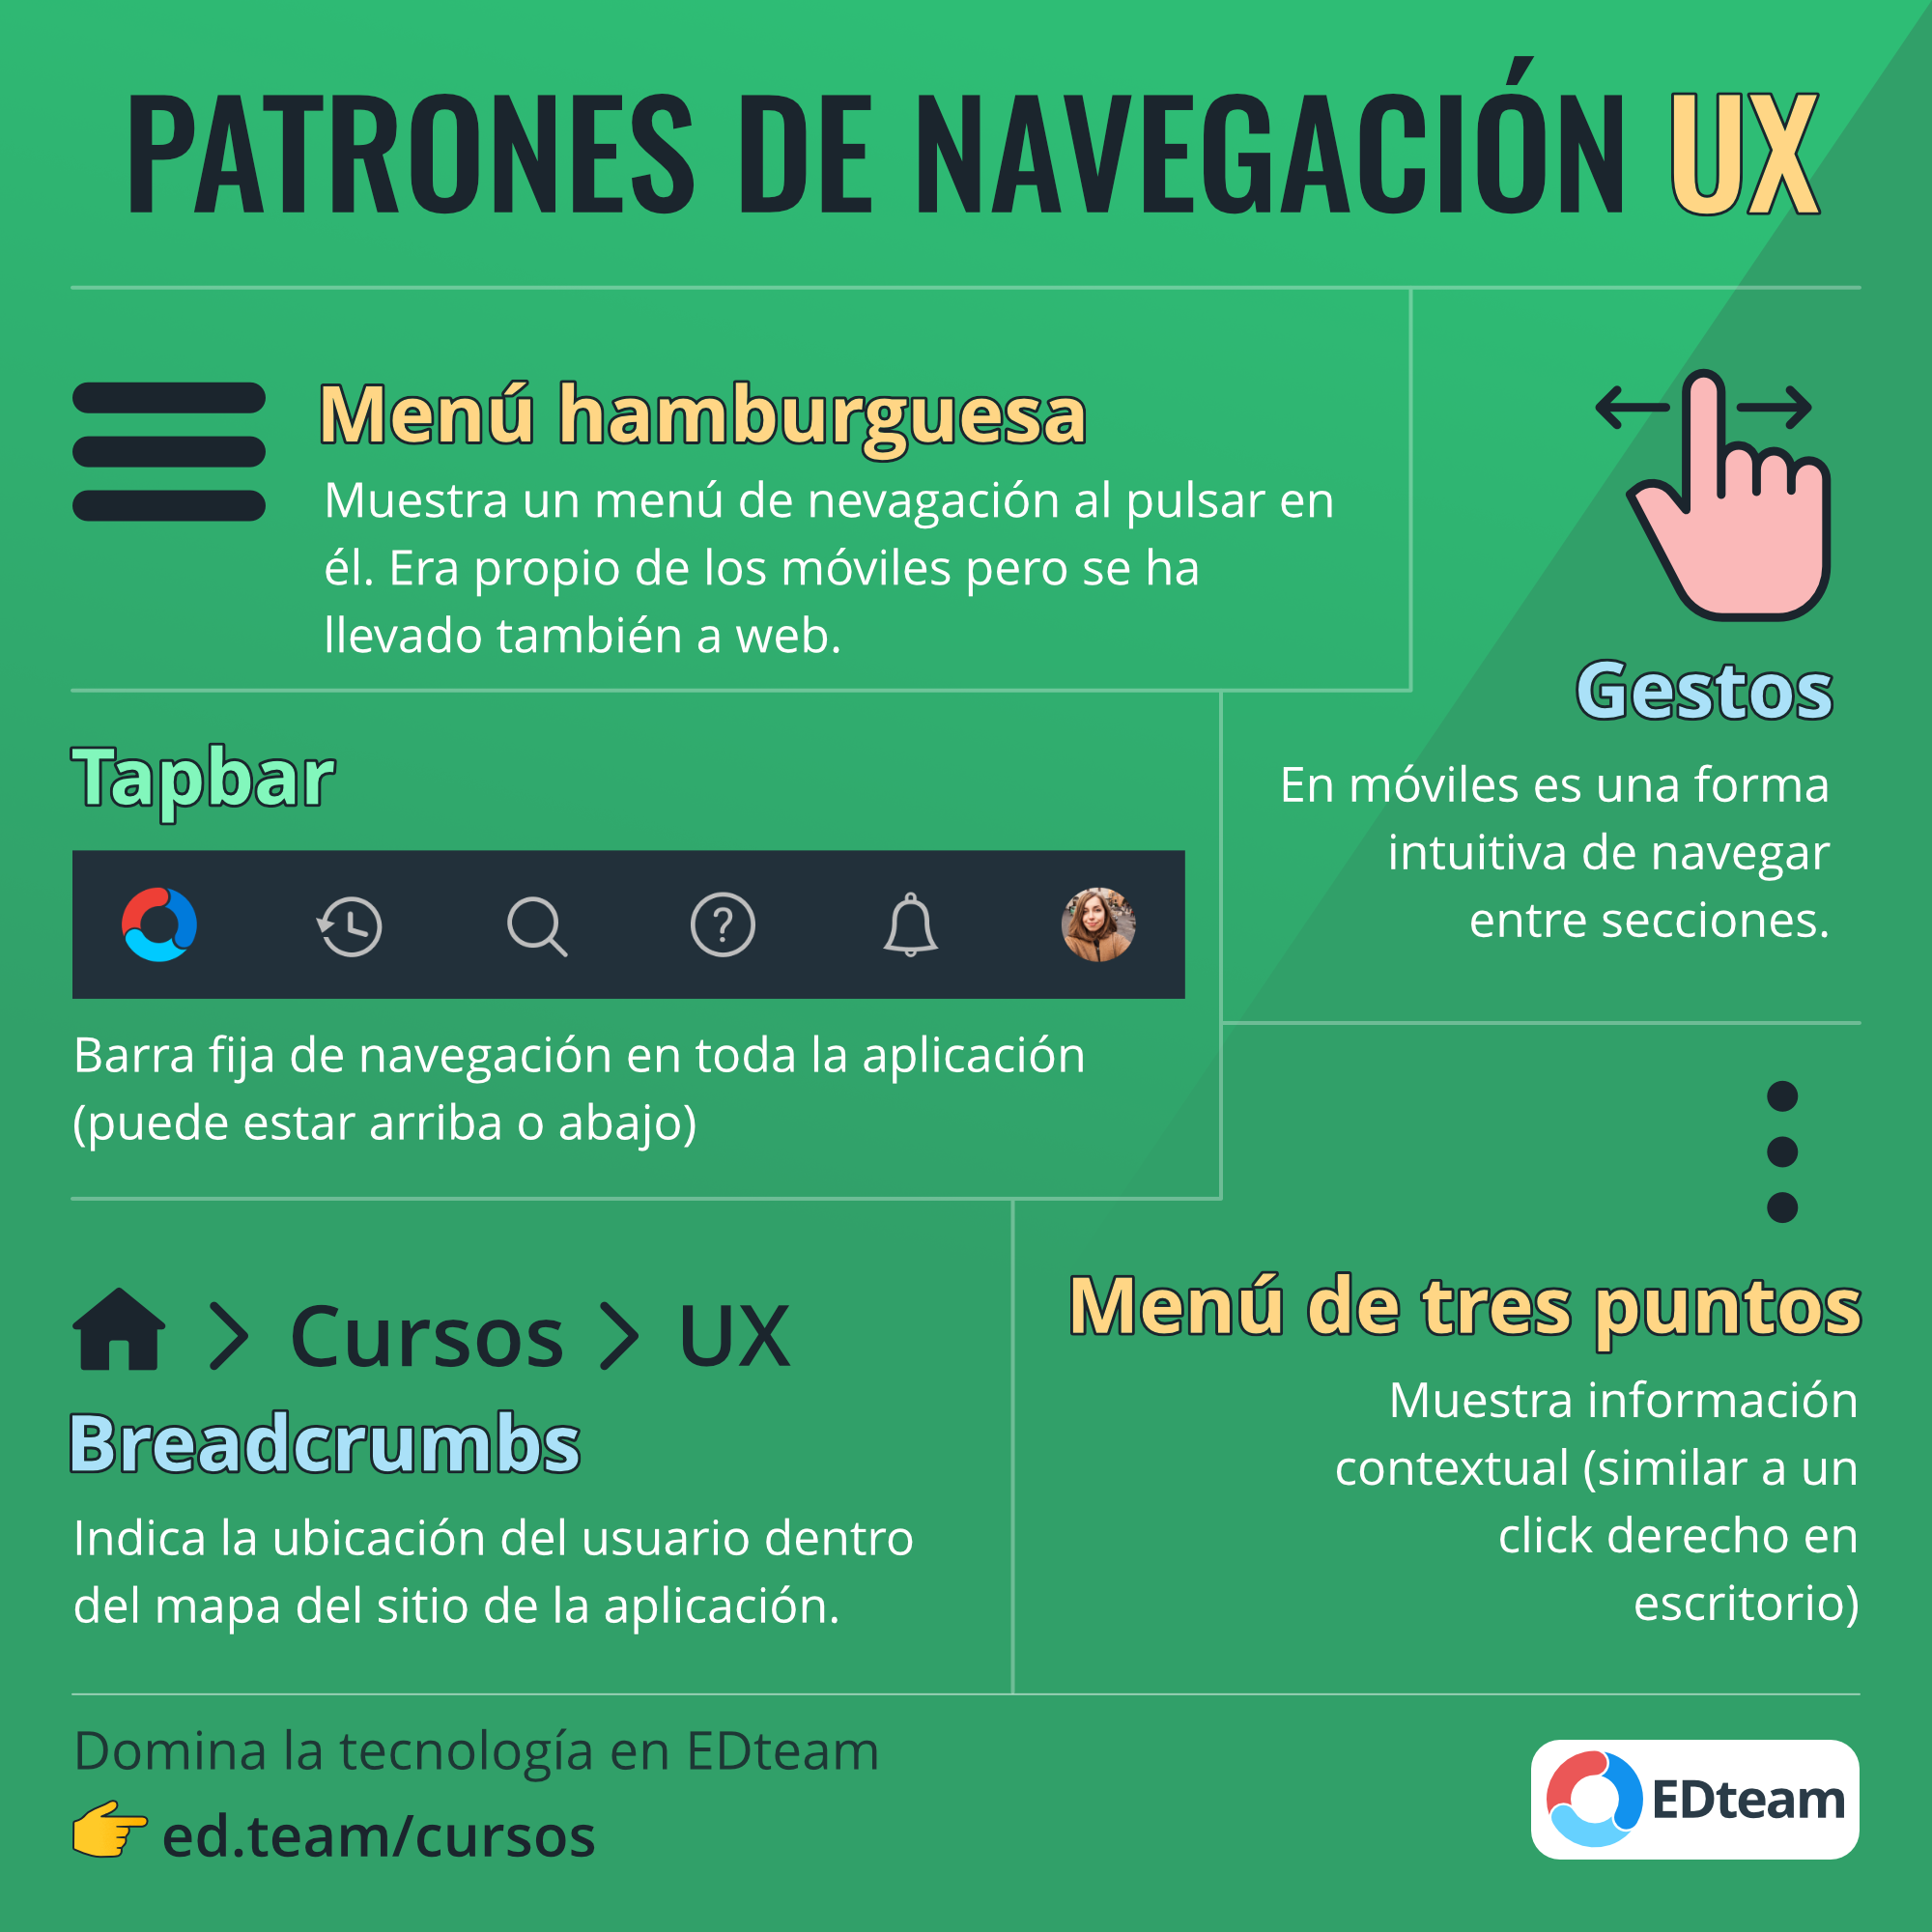 PATRONES DE NAVEGACIÓN UX
Menú hamburguesa
Muestra un menú de nevagación al pulsar en
él. Era propio de los móviles pero se ha
llevado también a web.
Gestos
En móviles es una forma
intuitiva de navegar
entre secciones.
Tapbar
?
Barra fija de navegación en toda la aplicación
(puede estar arriba o abajo)
Cursos > UX
Breadcrumbs
Indica la ubicación del usuario dentro
del mapa del sitio de la aplicación.
Menú de tres puntos
Muestra información
contextual (similar a un
click derecho en
escritorio)
Domina la tecnología en EDteam
ed.team/cursos
EDteam